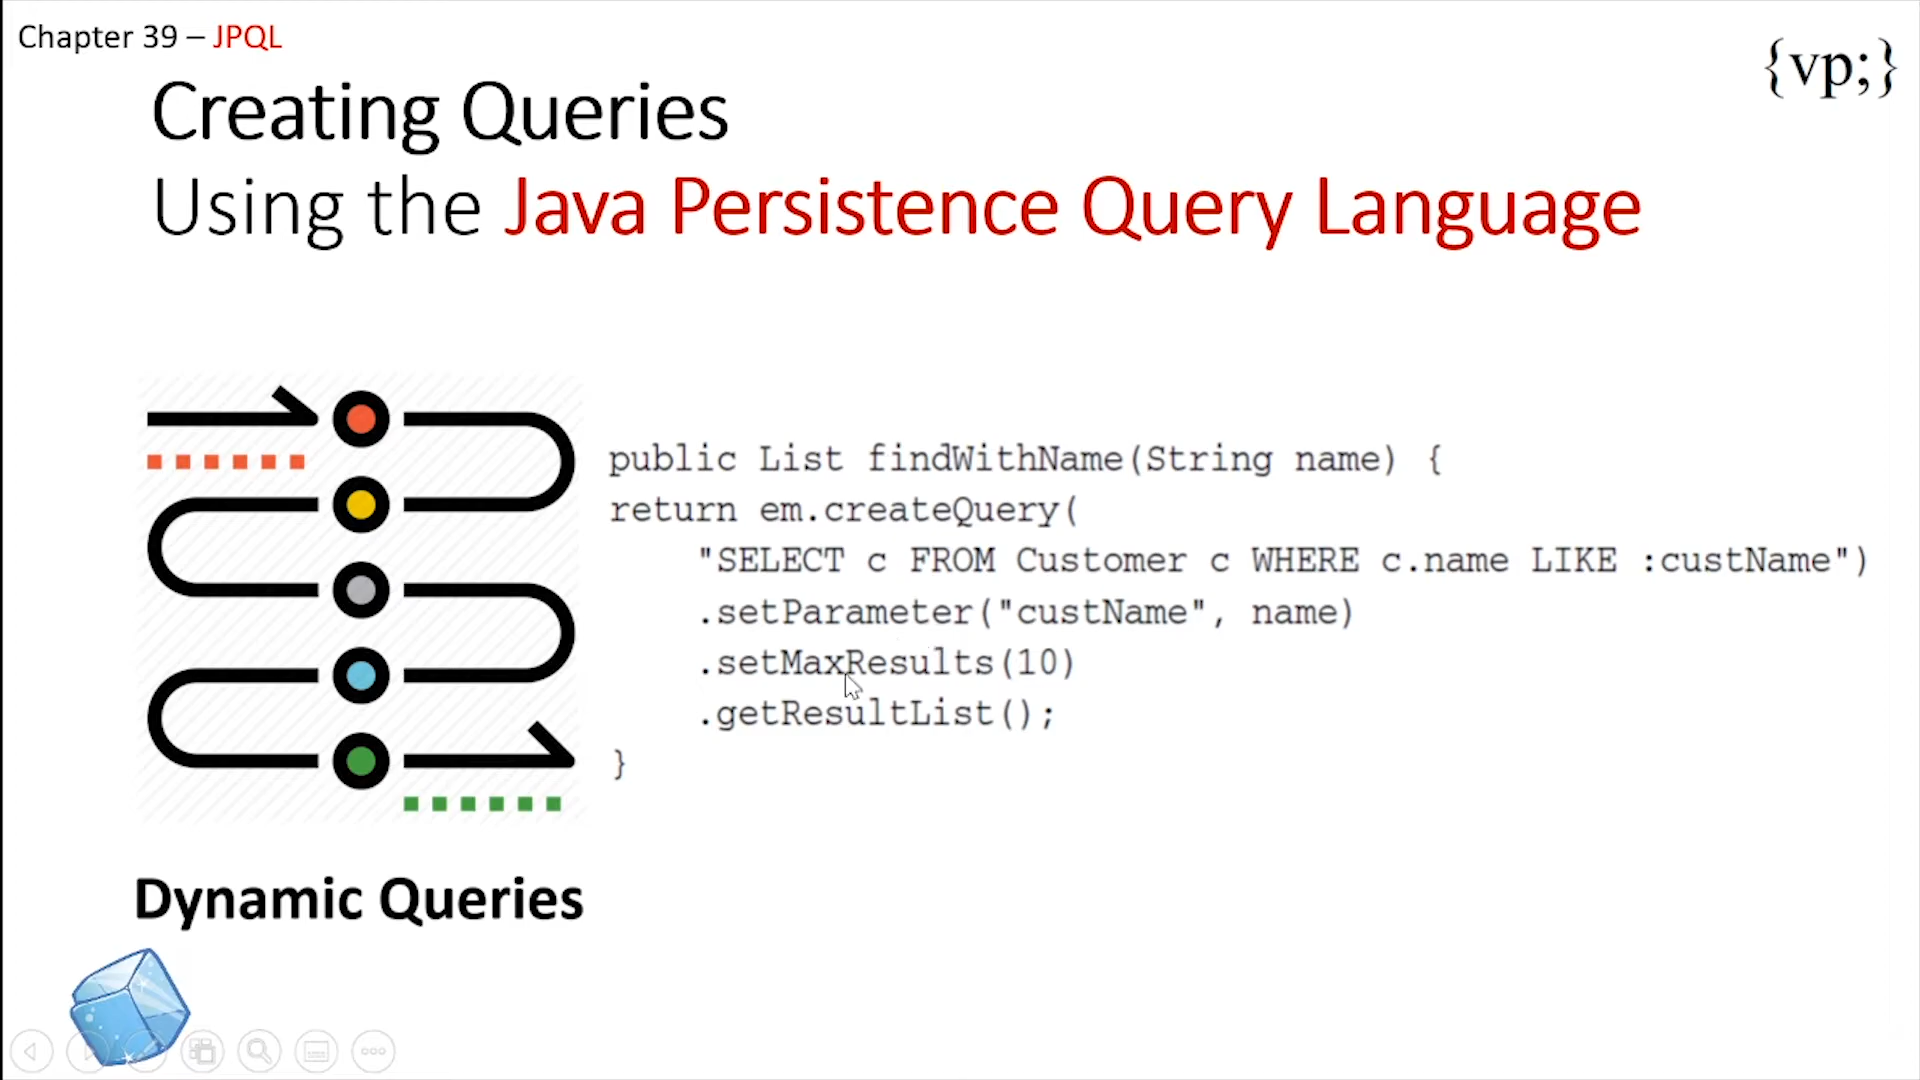 Chapter 39 – JPQL
{vp;}
Creating Queries
Using the Java Persistence Query Language
public List findWithName(String name) {
return em.createQuery(
    "SELECT c FROM Customer c WHERE c.name LIKE :custName")
    .setParameter("custName", name)
    .setMaxResults(10)
    .getResultList();
}
Dynamic Queries